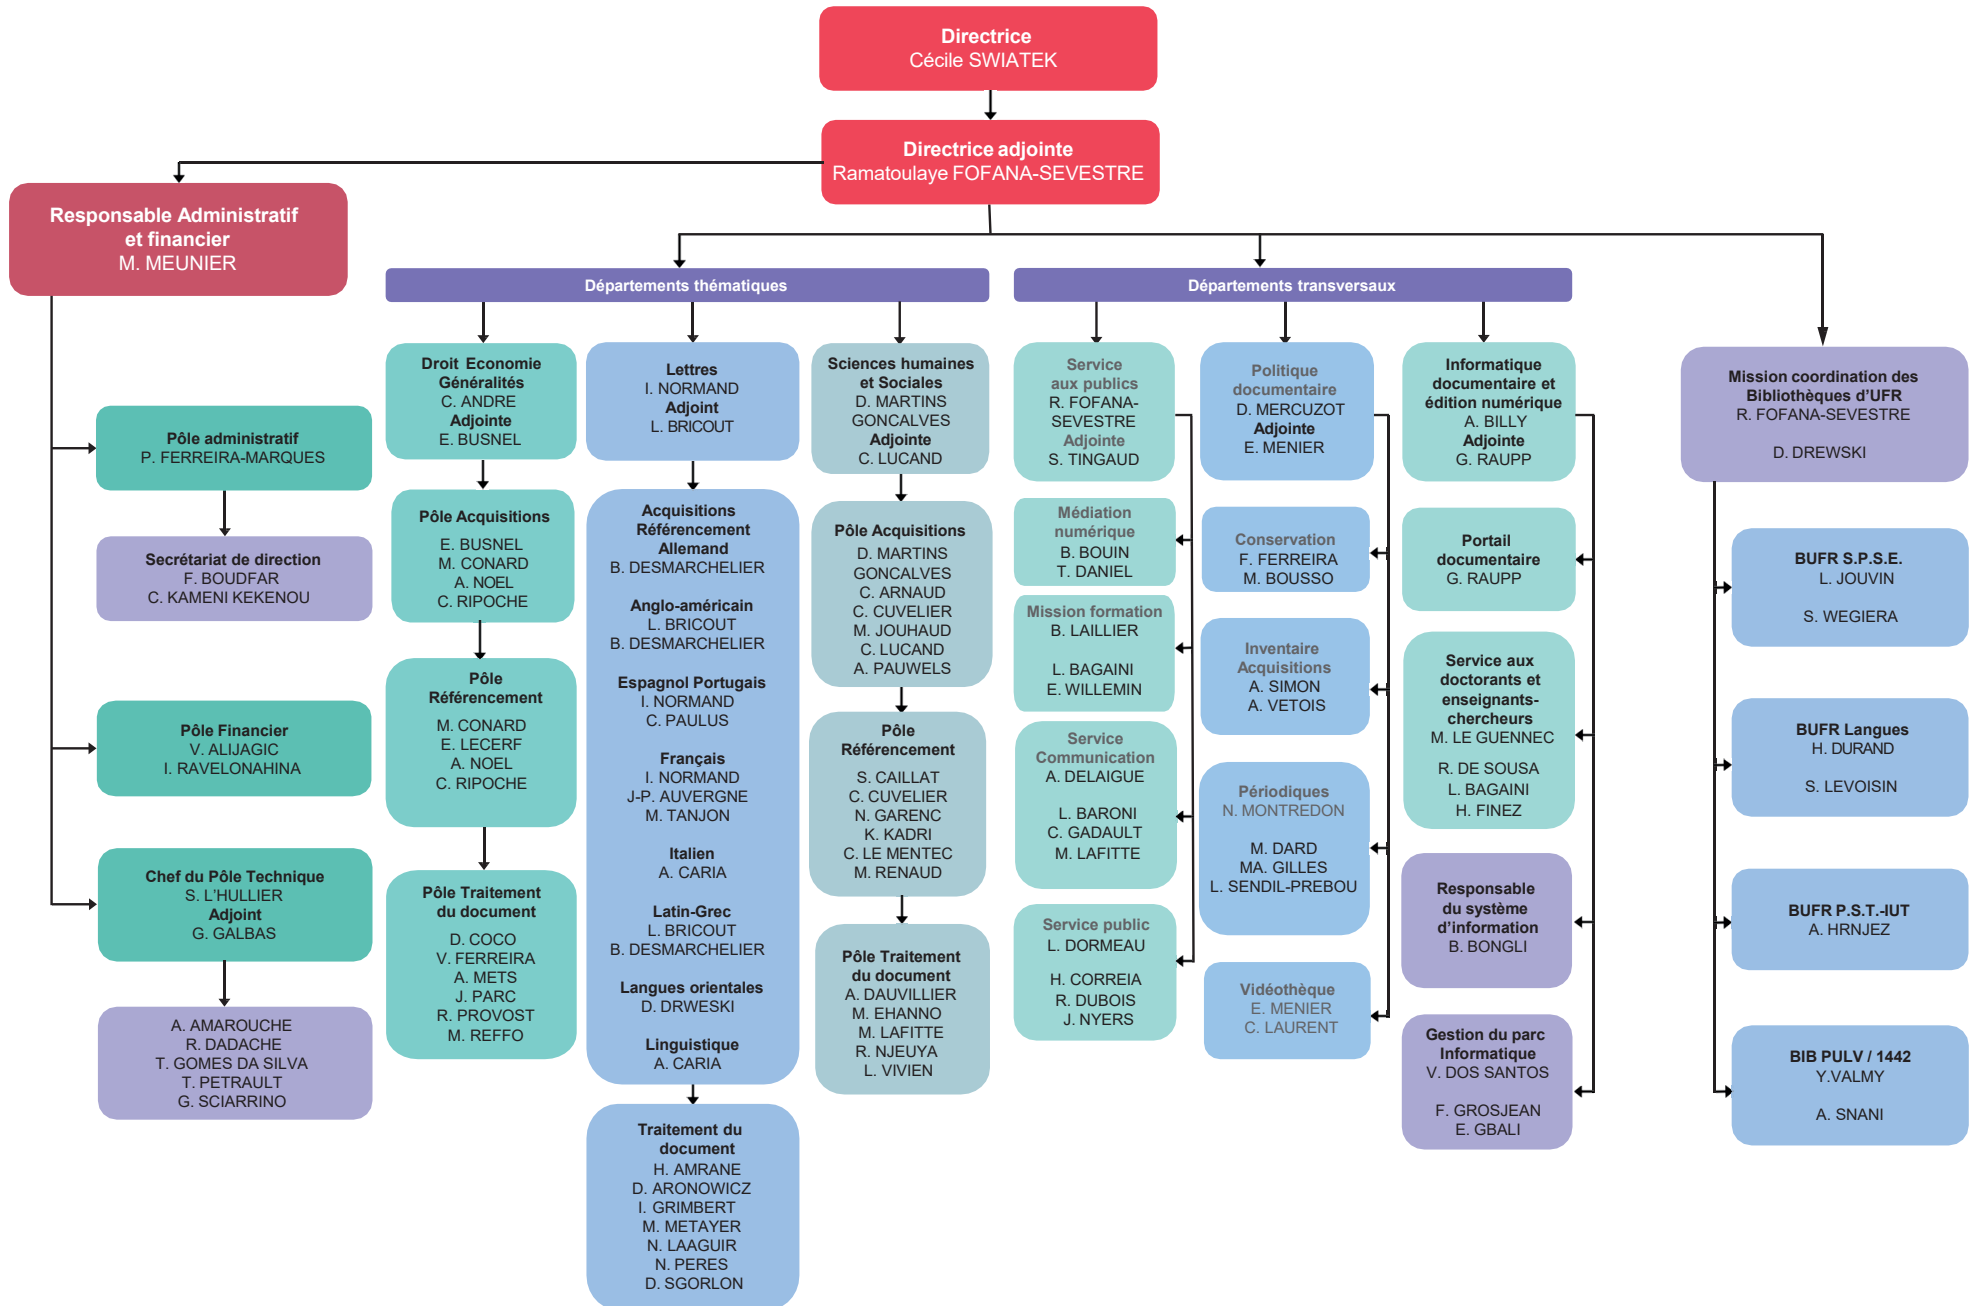 Directrice
Cécile SWIATEK
Directrice adjointe
Ramatoulaye FOFANA-SEVESTRE
Responsable Administratif
et financier
M. MEUNIER
Pôle administratif
P. FERREIRA-MARQUES
Secrétariat de direction
F. BOUDFAR
C. KAMENI KEKENOU
Pôle Financier
V. ALIJAGIC
I. RAVELONAHINA
Chef du Pôle Technique
S. L'HULLIER
Adjoint
G. GALBAS
A. AMAROUCHE
R. DADACHE
T. GOMES DA SILVA
T. PETRAULT
G. SCIARRINO
Départements thématiques
Droit Economie
Généralités
C. ANDRE
Adjointe
E. BUSNEL
Pôle Acquisitions
E. BUSNEL
M. CONARD
A. NOEL
C. RIPOCHE
Pôle
Référencement
M. CONARD
E. LECERF
A. NOEL
C. RIPOCHE
Pôle Traitement
du document
D. COCO
V. FERREIRA
A. METS
J. PARC
R. PROVOST
M. REFFO
Lettres
I. NORMAND
Adjoint
L. BRICOUT
Acquisitions
Référencement
Allemand
B. DESMARCHELIER
Anglo-américain
L. BRICOUT
B. DESMARCHELIER
Espagnol Portugais
I. NORMAND
C. PAULUS
Français
I. NORMAND
J-P. AUVERGNE
M. TANJON
Italien
A. CARIA
Latin-Grec
L. BRICOUT
B. DESMARCHELIER
Langues orientales
D. DRWESKI
Linguistique
A. CARIA
Traitement du
document
H. AMRANE
D. ARONOWICZ
I. GRIMBERT
M. METAYER
N. LAAGUIR
N. PERES
D. SGORLON
Sciences humaines
et Sociales
D. MARTINS
GONCALVES
Adjointe
C. LUCAND
Pôle Acquisitions
D. MARTINS
GONCALVES
C. ARNAUD
C. CUVELIER
M. JOUHAUD
C. LUCAND
A. PAUWELS
Pôle
Référencement
S. CAILLAT
C. CUVELIER
N. GARENC
K. KADRI
C. LE MENTEC
M. RENAUD
Pôle Traitement
du document
A. DAUVILLIER
M. EHANNO
M. LAFITTE
R. NJEUYA
L. VIVIEN
Départements transversaux
Service
aux publics
R. FOFANA-
SEVESTRE
Adjointe
S. TINGAUD
Médiation
numérique
B. BOUIN
T. DANIEL
Mission formation
B. LAILLIER
L. BAGAINI
E. WILLEMIN
Service
Communication
A. DELAIGUE
L. BARONI
C. GADAULT
M. LAFITTE
Service public
L. DORMEAU
H. CORREIA
R. DUBOIS
J. NYERS
Politique
documentaire
D. MERCUZOT
Adjointe
E. MENIER
Conservation
F. FERREIRA
M. BOUSSO
Inventaire
Acquisitions
A. SIMON
A. VETOIS
Périodiques
N. MONTREDON
M. DARD
MA. GILLES
L. SENDIL-PREBOU
Vidéothèque
E. MENIER
C. LAURENT
Informatique
documentaire et
édition numérique
A. BILLY
Adjointe
G. RAUPP
Portail
documentaire
G. RAUPP
Service aux
doctorants et
enseignants-
chercheurs
M. LE GUENNEC
R. DE SOUSA
L. BAGAINI
H. FINEZ
Responsable
du système
d'information
B. BONGLI
Gestion du parc
Informatique
V. DOS SANTOS
F. GROSJEAN
E. GBALI
Mission coordination des
Bibliothèques d'UFR
R. FOFANA-SEVESTRE
D. DREWSKI
BUFR S.P.S.E.
L. JOUVIN
S. WEGIERA
BUFR Langues
H. DURAND
S. LEVOISIN
BUFR P.S.T.-IUT
A. HRNJEZ
BIB PULV / 1442
Y.VALMY
A. SNANI